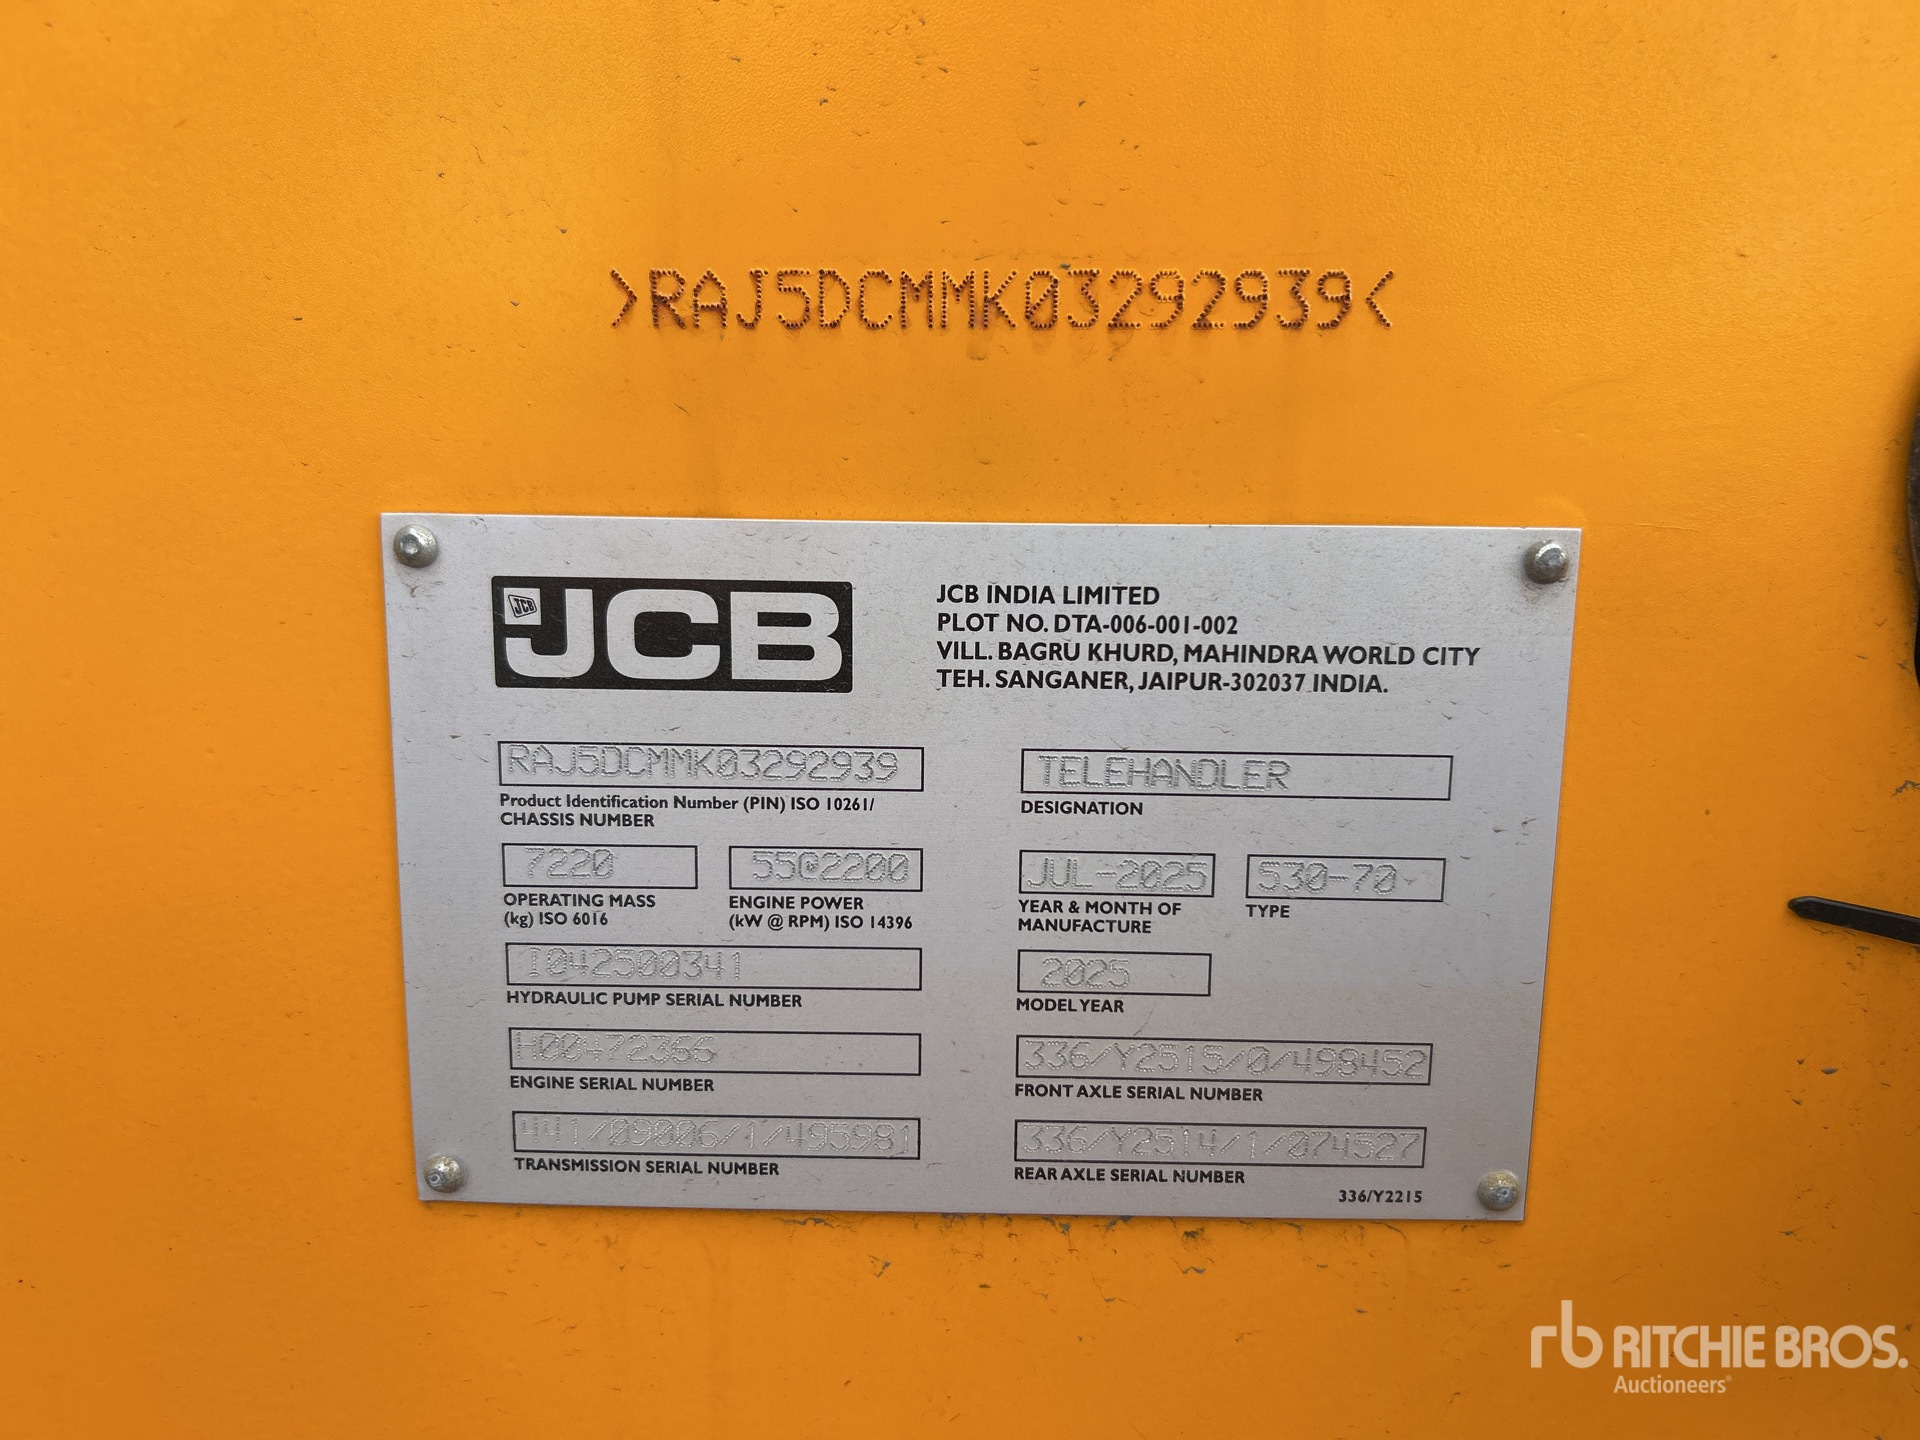 >RAJ5DCMMK03292939<
JCB
JCB
JCB INDIA LIMITED
PLOT NO. DTA-006-001-002
VILL. BAGRU KHURD, MAHINDRA WORLD CITY
TEH. SANGANER, JAIPUR-302037 INDIA.
RAJ5DCMMK03292939
Product Identification Number (PIN) ISO 10261/
CHASSIS NUMBER
TELEHANDLER
DESIGNATION
7220
OPERATING MASS
(kg) ISO 6016
55@2200
ENGINE POWER
(kW @ RPM) ISO 14396
JUL-2025
YEAR & MONTH OF
MANUFACTURE
530-70
TYPE
I042500341
HYDRAULIC PUMP SERIAL NUMBER
2025
MODEL YEAR
H00472366
ENGINE SERIAL NUMBER
336/Y2515/0/498452
FRONT AXLE SERIAL NUMBER
441/09006/1/495981
TRANSMISSION SERIAL NUMBER
336/Y2514/1/074527
REAR AXLE SERIAL NUMBER
336/Y2215
rb RITCHIE BROS.
Auctioneers